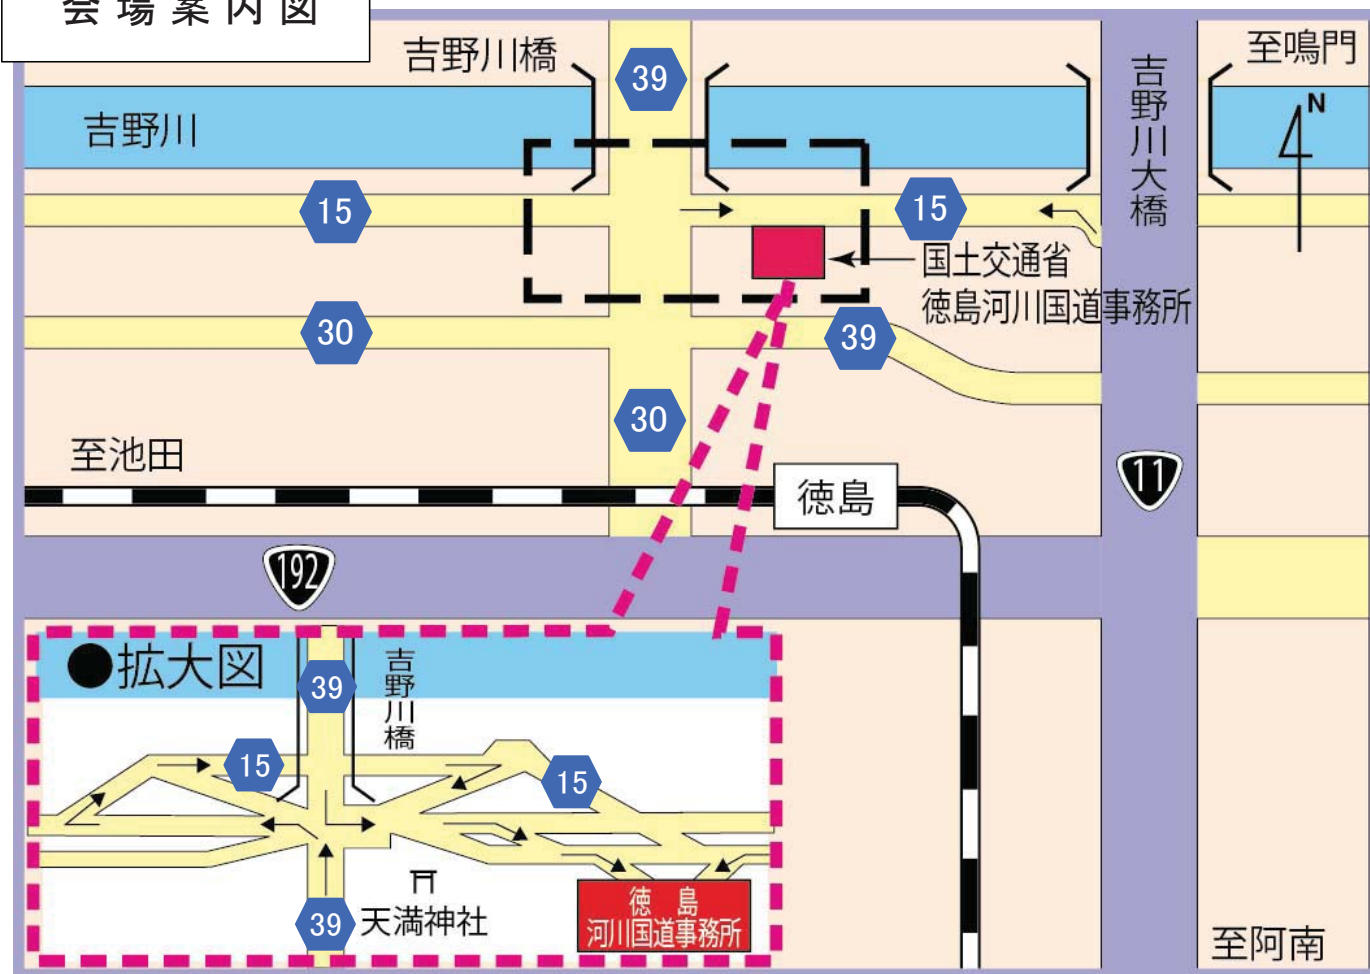 会場案内図
吉野川橋
39
吉野川大橋
至鳴門
吉野川
N
15
15
国土交通省
徳島河川国道事務所
30
39
30
至池田
徳島
11
192
●拡大図
39
吉野川橋
15
15
天満神社
39
徳島
河川国道事務所
至阿南